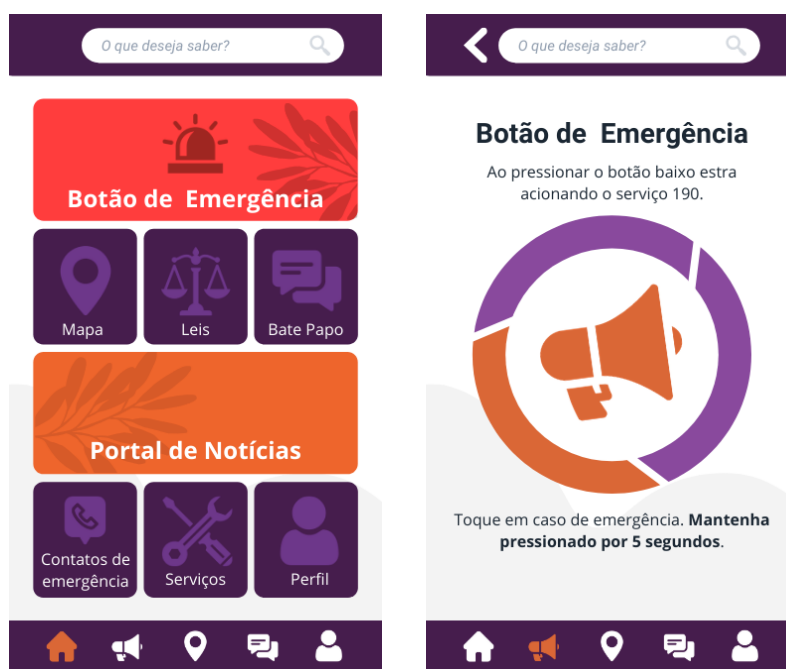 O que deseja saber?
Botão de Emergência
Mapa
Leis
Bate Papo
Portal de Notícias
Contatos de
emergência
Serviços
Perfil
O que deseja saber?
Botão de Emergência
Ao pressionar o botão baixo estra
acionando o serviço 190.
Toque em caso de emergência. Mantenha
pressionado por 5 segundos.